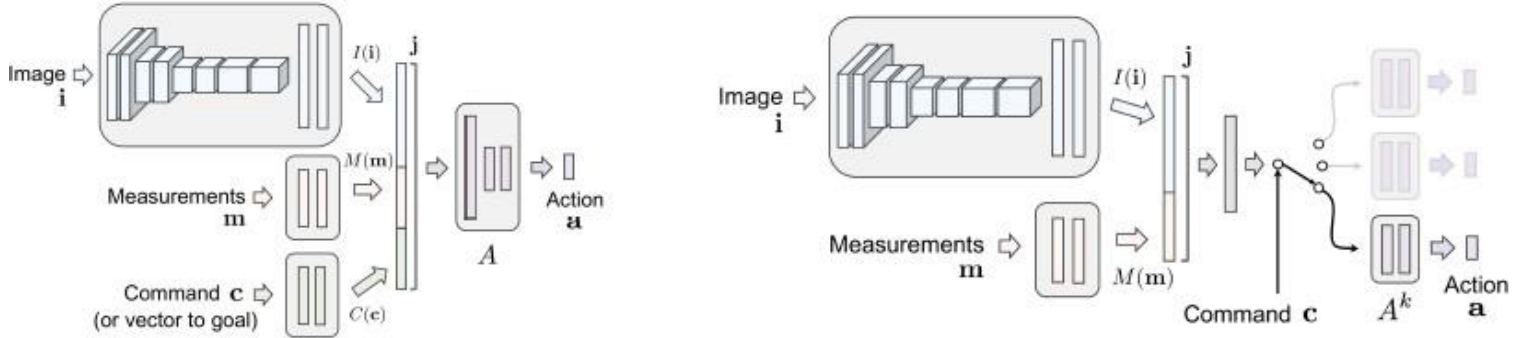 Image
i
I(i)
j
Measurements
m
M(m)
Command c
(or vector to goal)
C(c)
A
Action
a
Image
i
I(i)
j
Measurements
m
M(m)
Command c
A^k
Action
a